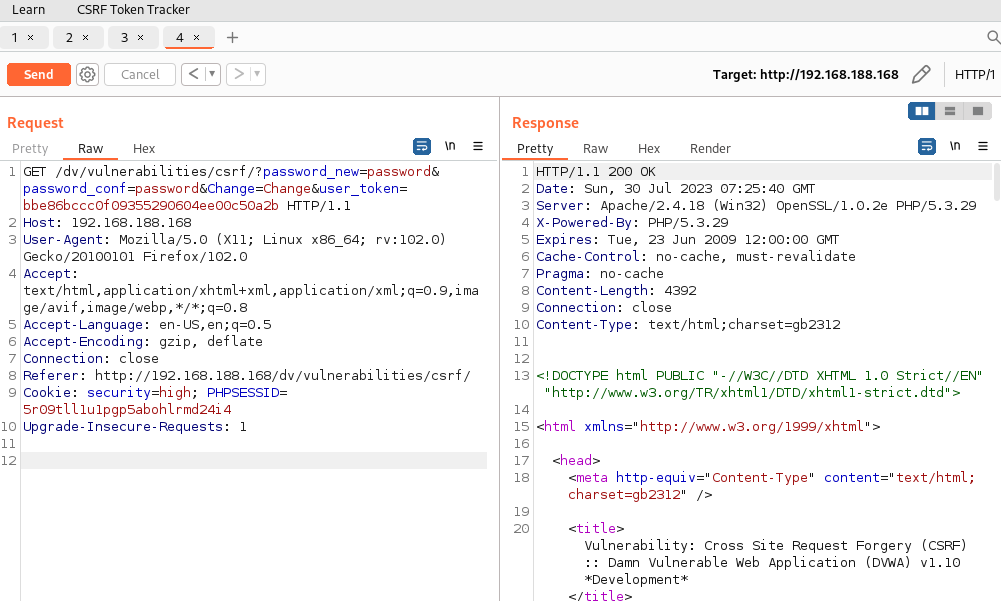 Learn CSRF Token Tracker
1 × 2 × 3 × 4 × +
Send Cancel < > Target: http://192.168.188.168 HTTP/1
Request
Pretty Raw Hex \n
1 GET /dv/vulnerabilities/csrf/?password_new=password&
password_conf=password&Change=Change&user_token=
bbe86bccc0f09355290604ee00c50a2b HTTP/1.1
2 Host: 192.168.188.168
3 User-Agent: Mozilla/5.0 (X11; Linux x86_64; rv:102.0)
Gecko/20100101 Firefox/102.0
4 Accept:
text/html,application/xhtml+xml,application/xml;q=0.9,ima
ge/avif,image/webp,*/*;q=0.8
5 Accept-Language: en-US,en;q=0.5
6 Accept-Encoding: gzip, deflate
7 Connection: close
8 Referer: http://192.168.188.168/dv/vulnerabilities/csrf/
9 Cookie: security=high; PHPSESSID=
5r09tll1u1pgp5abohlrmd24i4
10 Upgrade-Insecure-Requests: 1
11
12
Response
Pretty Raw Hex Render \n
1 HTTP/1.1 200 OK
2 Date: Sun, 30 Jul 2023 07:25:40 GMT
3 Server: Apache/2.4.18 (Win32) OpenSSL/1.0.2e PHP/5.3.29
4 X-Powered-By: PHP/5.3.29
5 Expires: Tue, 23 Jun 2009 12:00:00 GMT
6 Cache-Control: no-cache, must-revalidate
7 Pragma: no-cache
8 Content-Length: 4392
9 Connection: close
10 Content-Type: text/html;charset=gb2312
11
12
13 <!DOCTYPE html PUBLIC "-//W3C//DTD XHTML 1.0 Strict//EN"
"http://www.w3.org/TR/xhtml1/DTD/xhtml1-strict.dtd">
14
15 <html xmlns="http://www.w3.org/1999/xhtml">
16
17 <head>
18 <meta http-equiv="Content-Type" content="text/html;
charset=gb2312" />
19
20 <title>
Vulnerability: Cross Site Request Forgery (CSRF)
:: Damn Vulnerable Web Application (DVWA) v1.10
*Development*
</title>